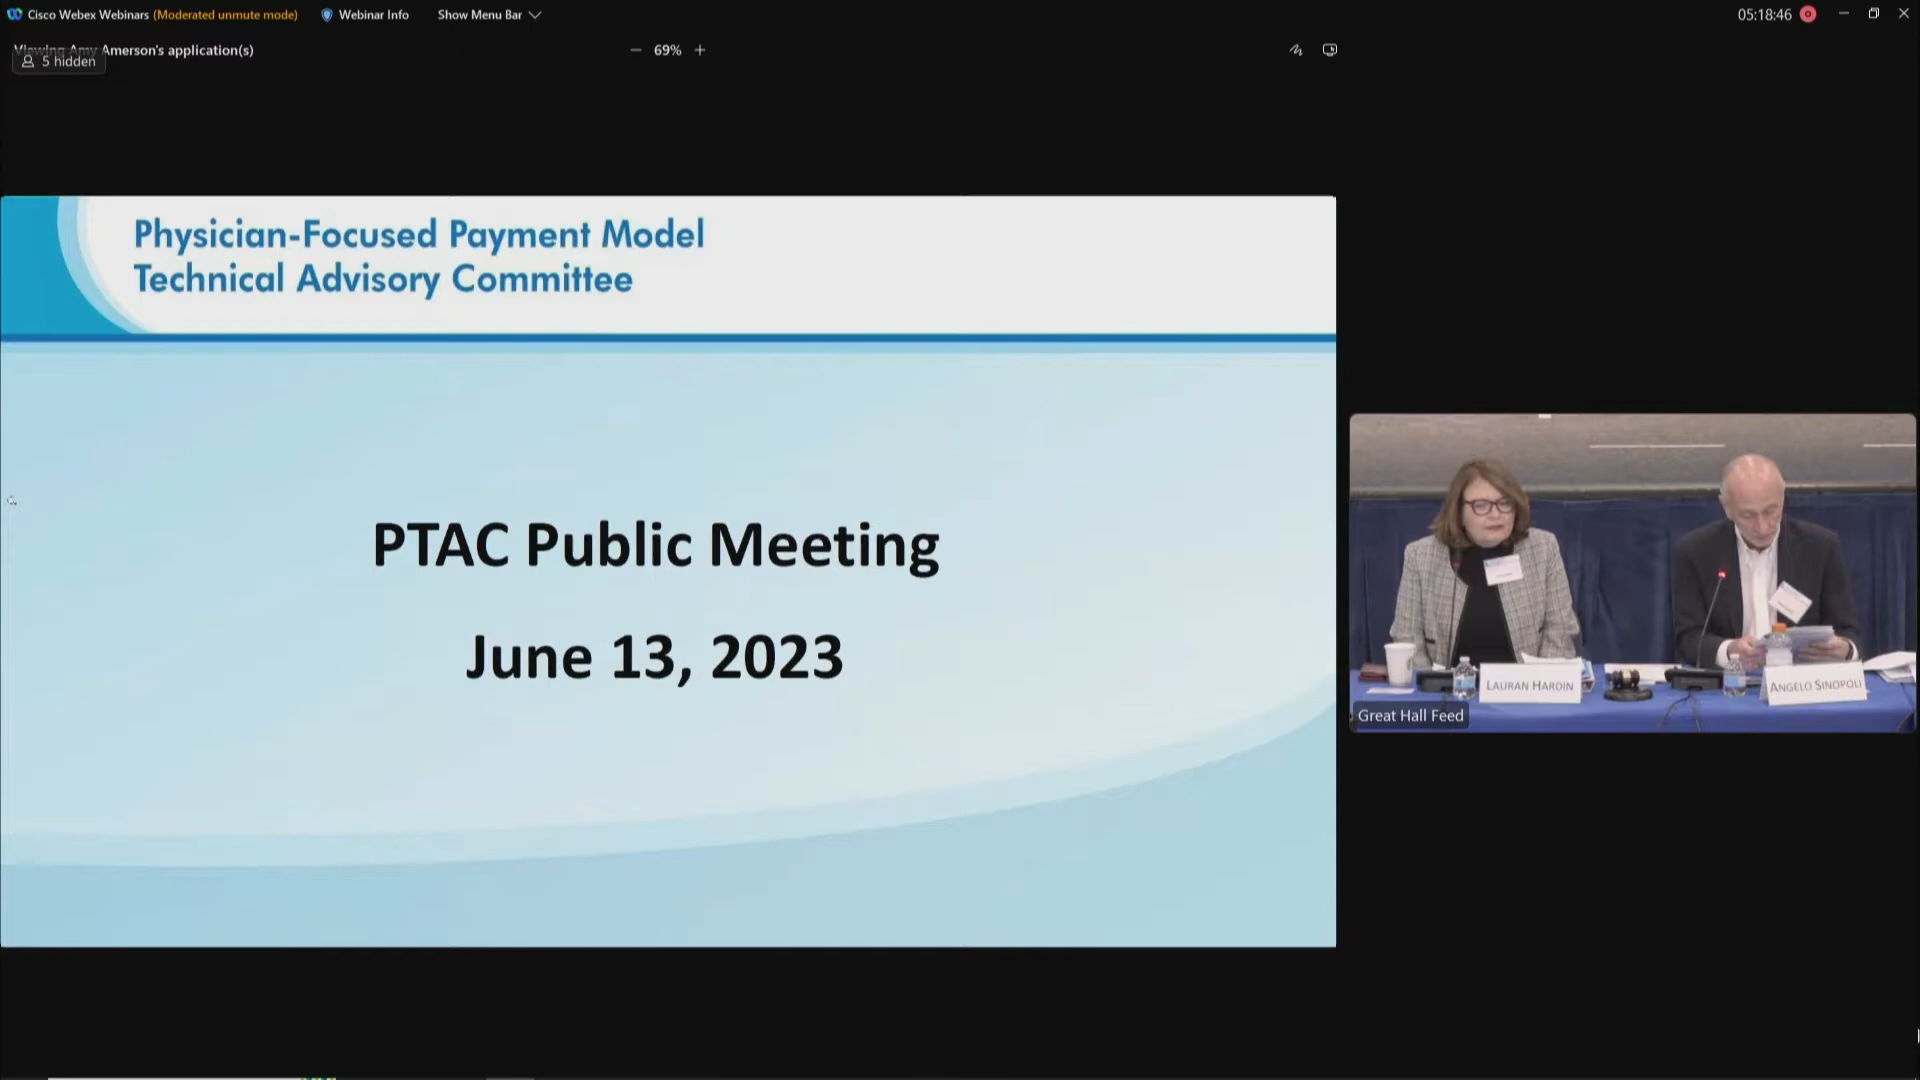 Cisco Webex Webinars (Moderated unmute mode) Webinar Info Show Menu Bar 05:18:46
Viewing Amy Amerson's application(s) 69%
5 hidden
Physician-Focused Payment Model
Technical Advisory Committee
PTAC Public Meeting
June 13, 2023
LAURAN HARDIN
ANGELO SINOPOLI
Great Hall Feed